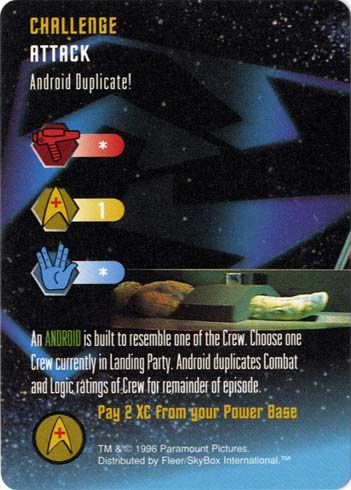 CHALLENGE
ATTACK
Android Duplicate!
*
1
*
An ANDROID is built to resemble one of the Crew. Choose one
Crew currently in Landing Party. Android duplicates Combat
and Logic ratings of Crew for remainder of episode.
Pay 2 XC from your Power Base
TM & © 1996 Paramount Pictures.
Distributed by Fleer/SkyBox International.™